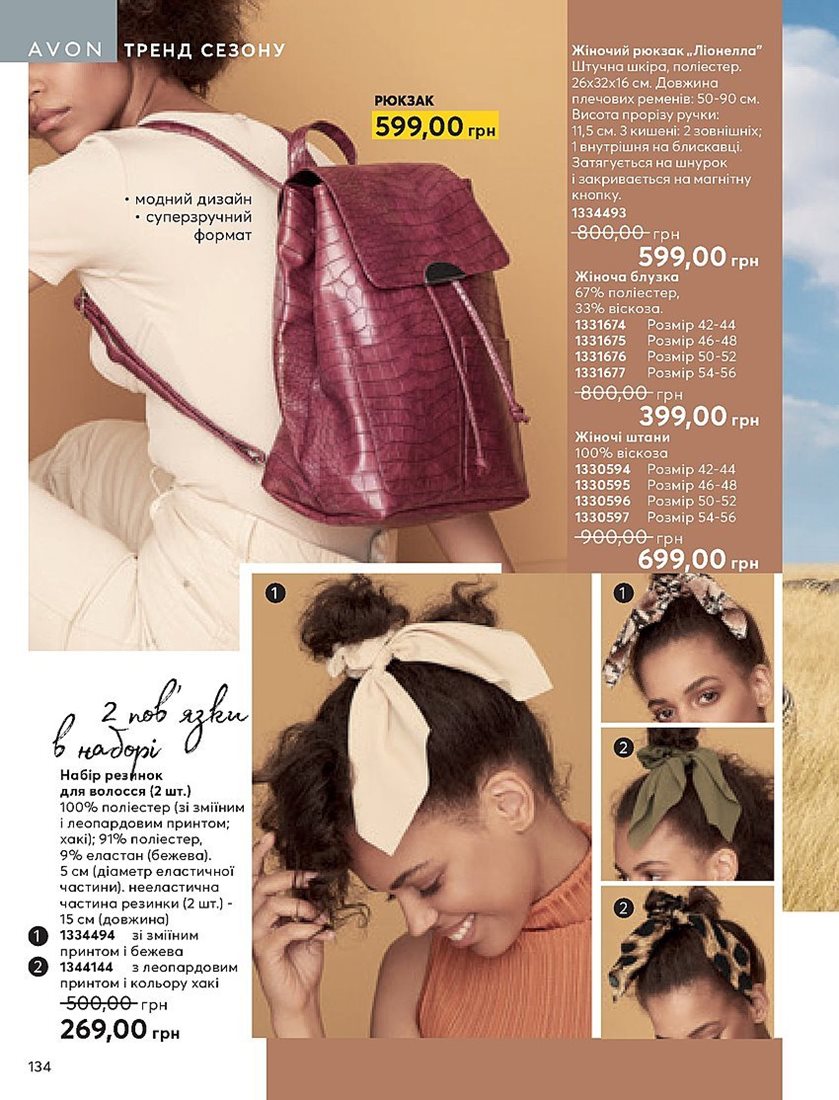 AVON ТРЕНД СЕЗОНУ
РЮКЗАК
599,00 грн
• модний дизайн
• суперзручний
формат
Жіночий рюкзак „Ліонелла”
Штучна шкіра, поліестер.
26х32х16 см. Довжина
плечових ременів: 50-90 см.
Висота прорізу ручки:
11,5 см. 3 кишені: 2 зовнішніх;
1 внутрішня на блискавці.
Затягується на шнурок
і закривається на магнітну
кнопку.
1334493
800,00 грн
599,00 грн
Жіноча блузка
67% поліестер,
33% віскоза.
1331674 Розмір 42-44
1331675 Розмір 46-48
1331676 Розмір 50-52
1331677 Розмір 54-56
800,00 грн
399,00 грн
Жіночі штани
100% віскоза
1330594 Розмір 42-44
1330595 Розмір 46-48
1330596 Розмір 50-52
1330597 Розмір 54-56
900,00 грн
699,00 грн
1
1
2
2
2 пов'язки
в наборі
Набір резинок
для волосся (2 шт.)
100% поліестер (зі зміїним
і леопардовим принтом;
хакі); 91% поліестер,
9% еластан (бежева).
5 см (діаметр еластичної
частини). нееластична
частина резинки (2 шт.) -
15 см (довжина)
1 1334494 зі зміїним
принтом і бежева
2 1344144 з леопардовим
принтом і кольору хакі
500,00 грн
269,00 грн
134